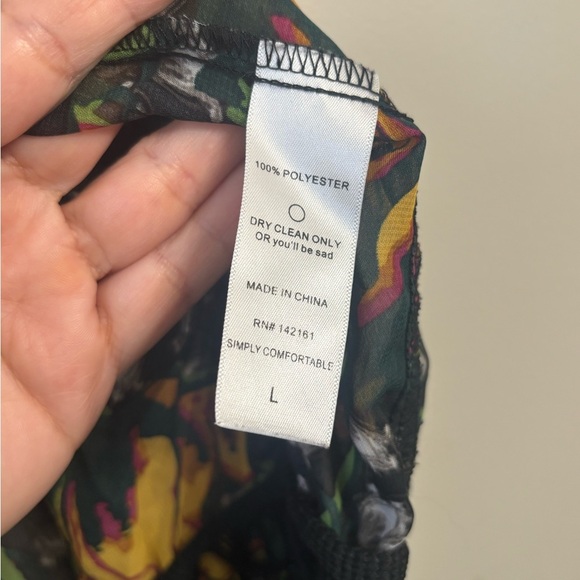 100% POLYESTER
DRY CLEAN ONLY
OR you'll be sad
MADE IN CHINA
RN# 142161
SIMPLY COMFORTABLE
L